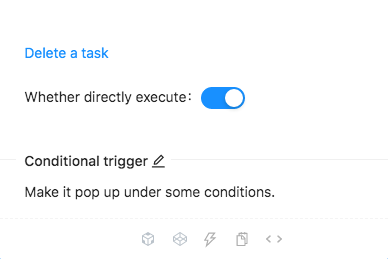 Delete a task
Whether directly execute：
Conditional trigger
Make it pop up under some conditions.